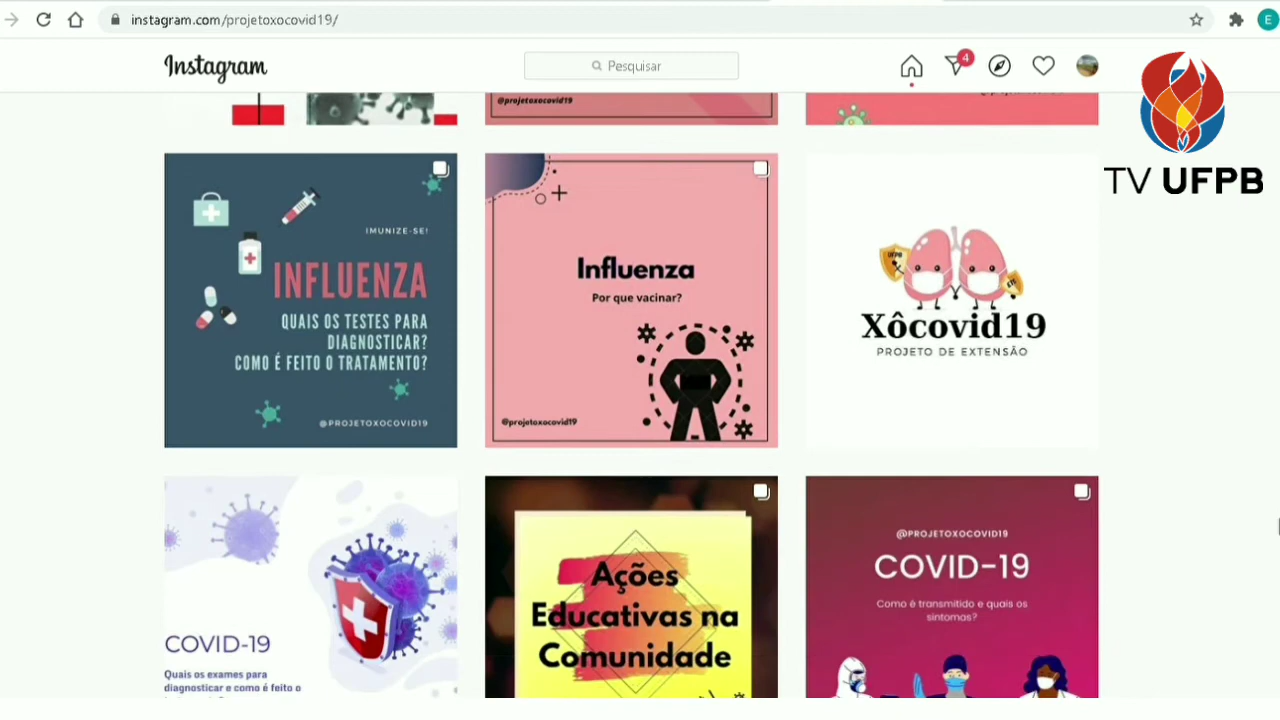 instagram.com/projetoxocovid19/
E
Instagram
Pesquisar
4
TV UFPB
@projetoxocovid19
IMUNIZE-SE!
INFLUENZA
QUAIS OS TESTES PARA
DIAGNOSTICAR?
COMO É FEITO O TRATAMENTO?
@PROJETOXOCOVID19
Influenza
Por que vacinar?
@projetoxocovid19
UFPB
ETS
Xôcovid19
PROJETO DE EXTENSÃO
COVID-19
Quais os exames para
diagnosticar e como é feito o
Ações
Educativas na
Comunidade
@PROJETOXOCOVID19
COVID-19
Como é transmitido e quais os
sintomas?